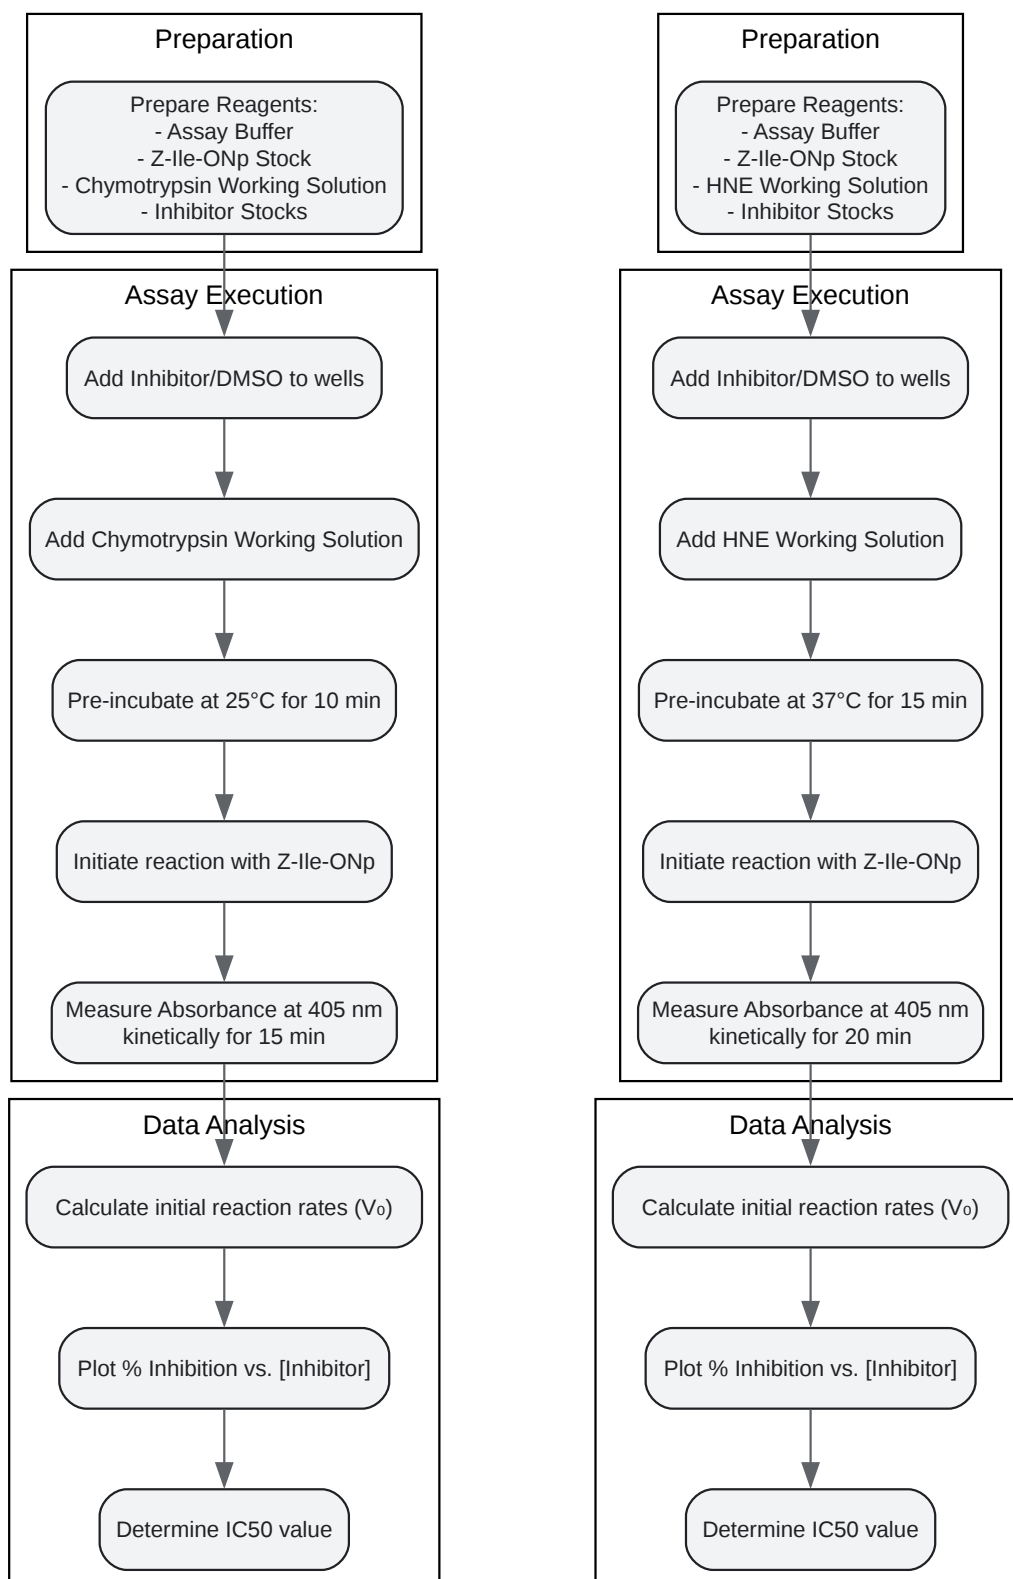 Preparation
Prepare Reagents:
- Assay Buffer
- Z-Ile-ONp Stock
- Chymotrypsin Working Solution
- Inhibitor Stocks
Assay Execution
Add Inhibitor/DMSO to wells
Add Chymotrypsin Working Solution
Pre-incubate at 25°C for 10 min
Initiate reaction with Z-Ile-ONp
Measure Absorbance at 405 nm
kinetically for 15 min
Data Analysis
Calculate initial reaction rates (V₀)
Plot % Inhibition vs. [Inhibitor]
Determine IC50 value
Preparation
Prepare Reagents:
- Assay Buffer
- Z-Ile-ONp Stock
- HNE Working Solution
- Inhibitor Stocks
Assay Execution
Add Inhibitor/DMSO to wells
Add HNE Working Solution
Pre-incubate at 37°C for 15 min
Initiate reaction with Z-Ile-ONp
Measure Absorbance at 405 nm
kinetically for 20 min
Data Analysis
Calculate initial reaction rates (V₀)
Plot % Inhibition vs. [Inhibitor]
Determine IC50 value